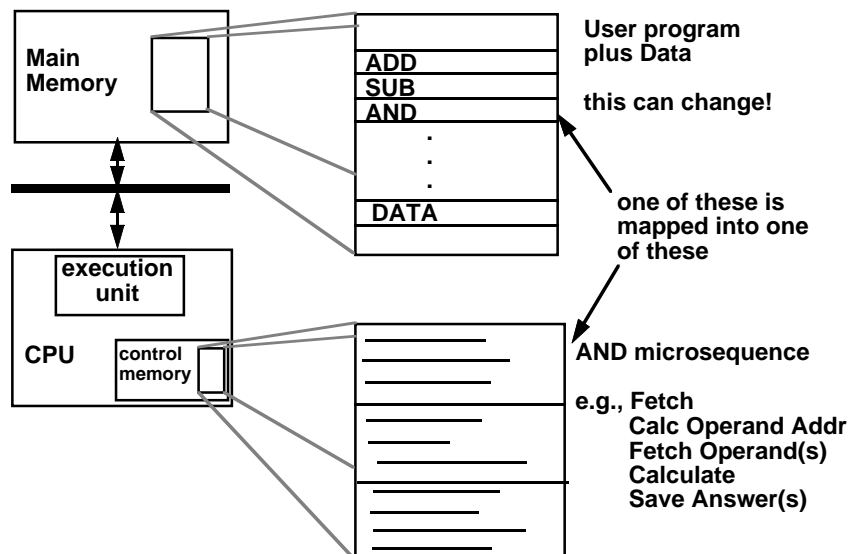 Main
Memory
ADD
SUB
AND
.
.
.
DATA
User program
plus Data
this can change!
one of these is
mapped into one
of these
execution
unit
CPU
control
memory
AND microsequence
e.g., Fetch
Calc Operand Addr
Fetch Operand(s)
Calculate
Save Answer(s)